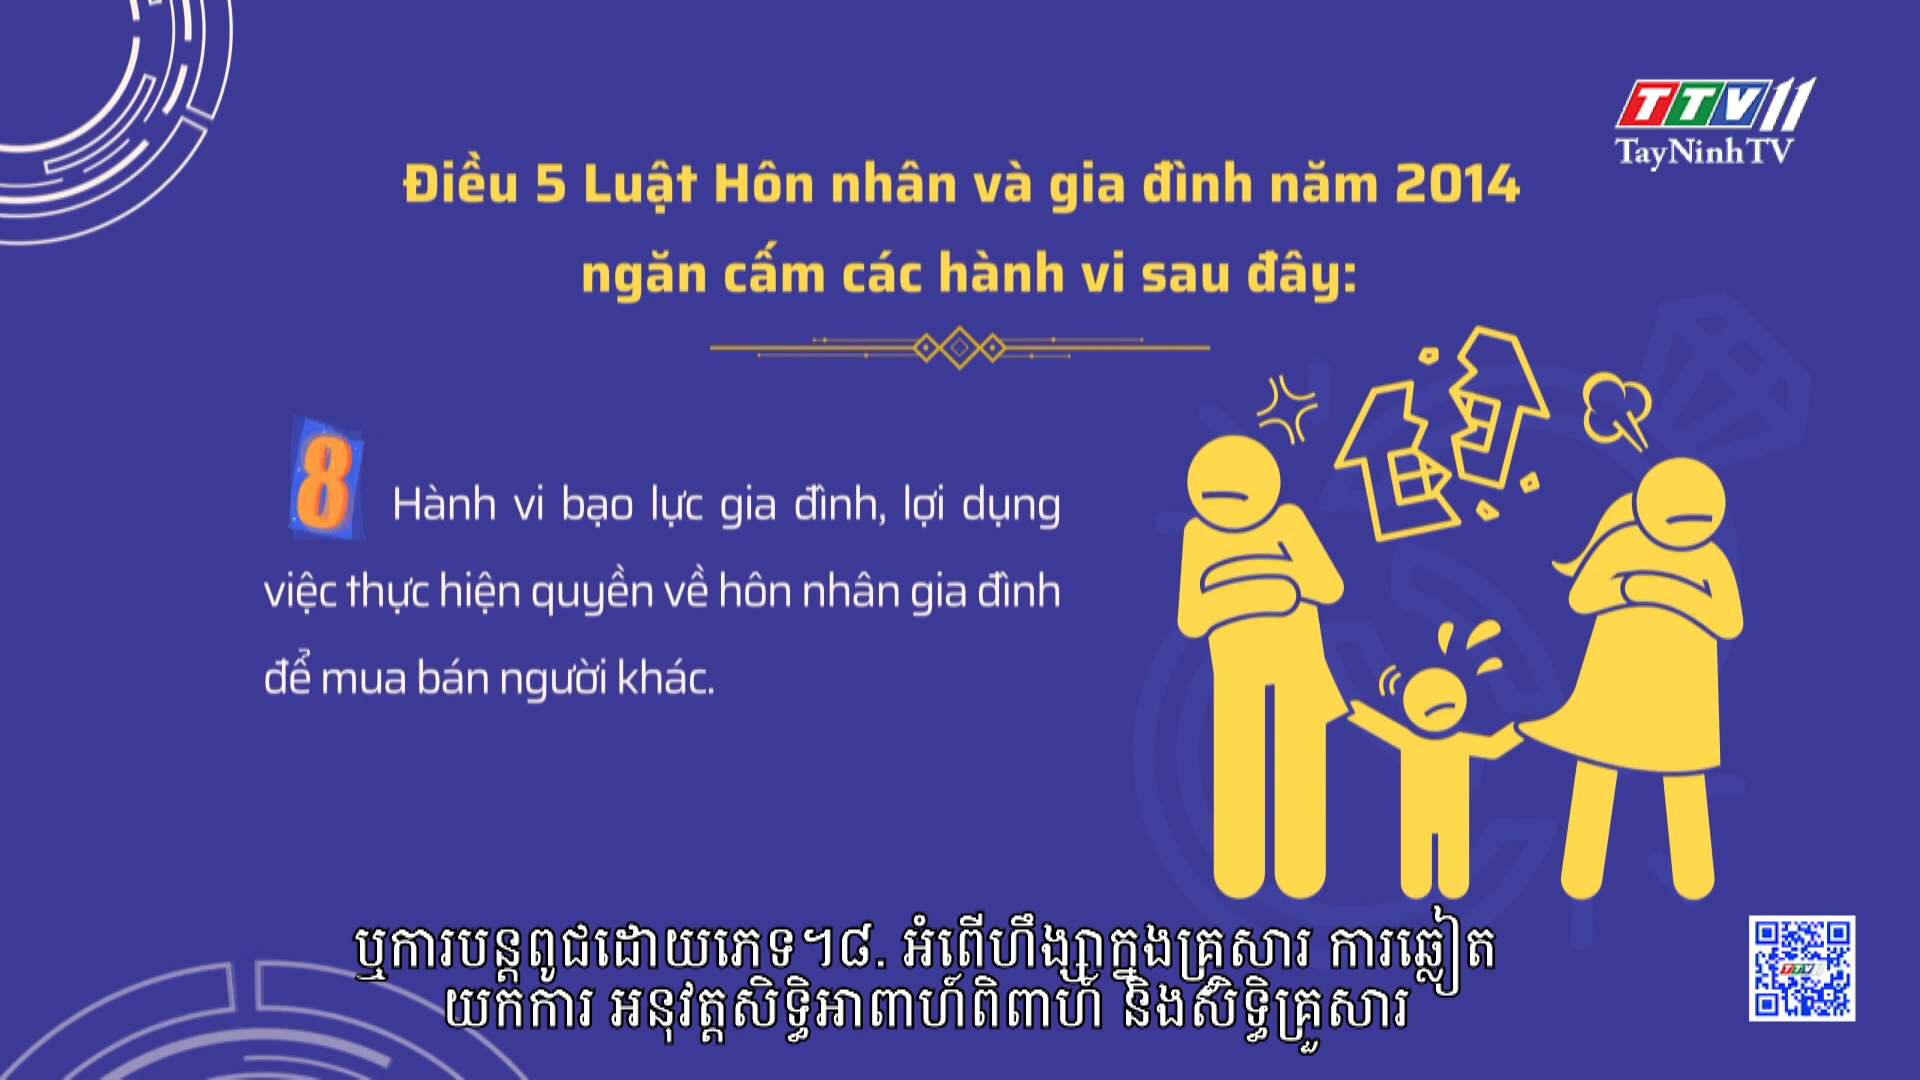 TTV11
TayNinhTV
Điều 5 Luật Hôn nhân và gia đình năm 2014
ngăn cấm các hành vi sau đây:
8 Hành vi bạo lực gia đình, lợi dụng
việc thực hiện quyền về hôn nhân gia đình
để mua bán người khác.
ឬការបន្តពូជដោយភេទ។៨. អំពើហឹង្សាក្នុងគ្រួសារ ការឆ្លៀត
យកការ អនុវត្តសិទ្ធិអាពាហ៍ពិពាហ៍ និងសិទ្ធិគ្រួសារ
TTV11